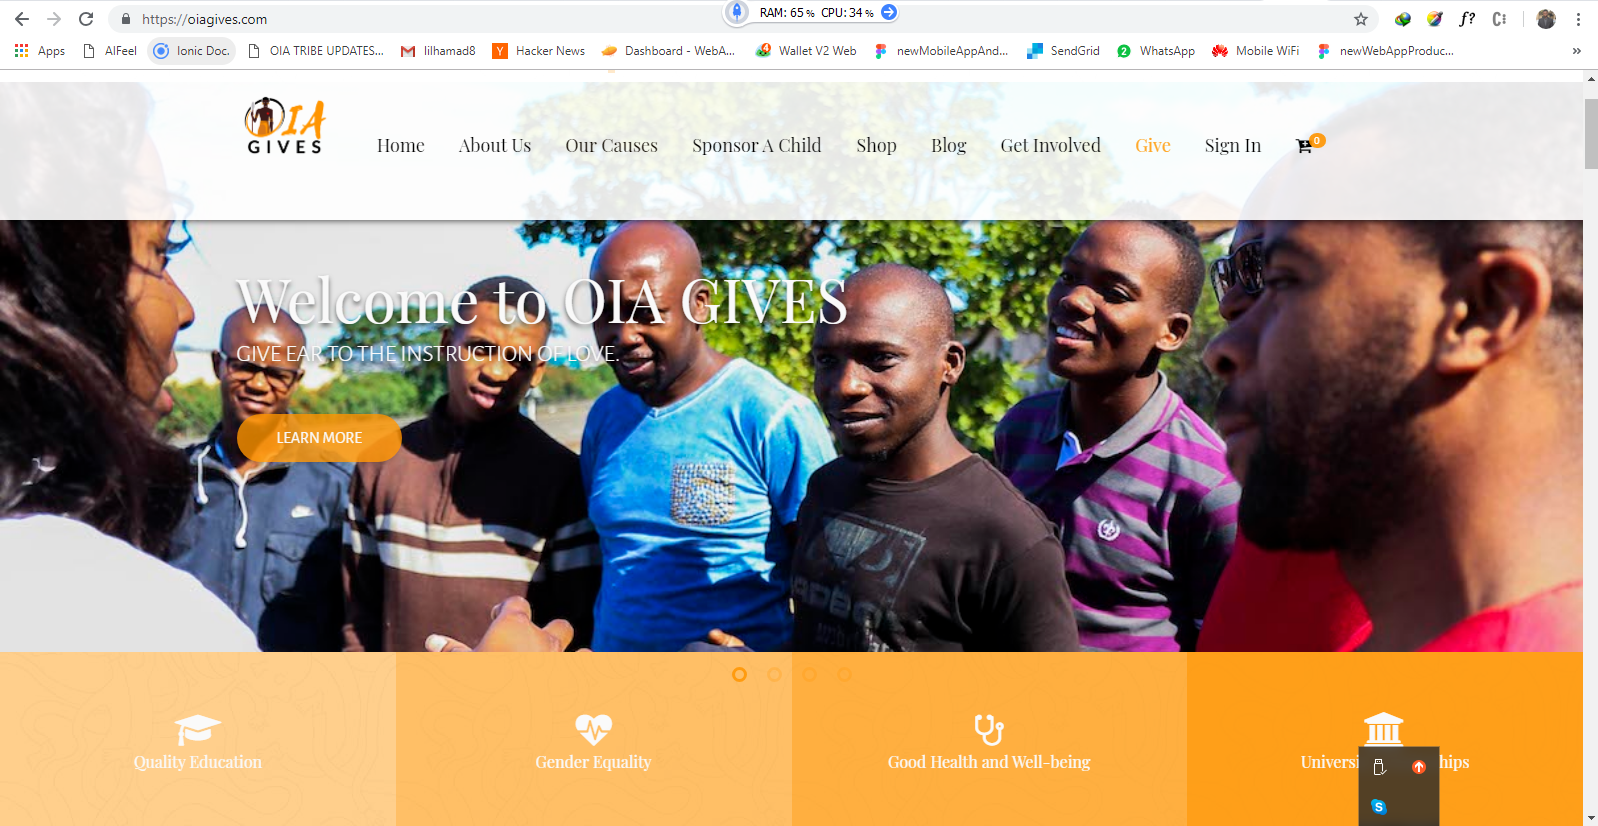 RAM: 65 % CPU: 34 %
https://oiagives.com
f?
Apps AIFeel Ionic Doc. OIA TRIBE UPDATES... lilhamad8 Hacker News Dashboard - WebA... Wallet V2 Web newMobileAppAnd... SendGrid 2 WhatsApp Mobile WiFi newWebAppProduc... »
OIA
GIVES
Home About Us Our Causes Sponsor A Child Shop Blog Get Involved Give Sign In 0
Welcome to OIA GIVES
GIVE EAR TO THE INSTRUCTION OF LOVE.
LEARN MORE
Quality Education Gender Equality Good Health and Well-being